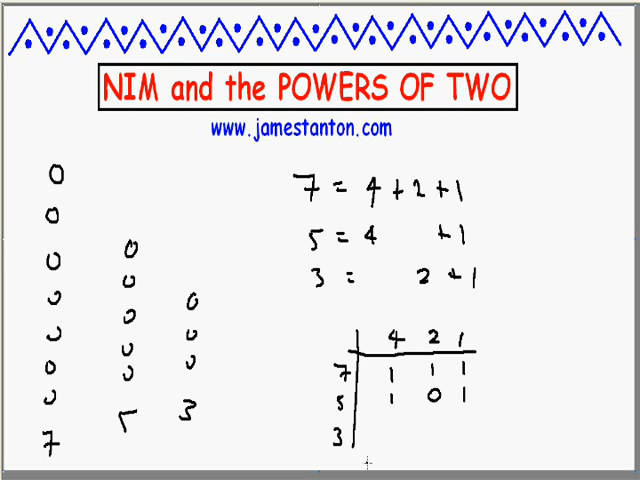 NIM and the POWERS OF TWO
www.jamestanton.com
7 = 4 + 2 + 1
5 = 4 + 1
3 = 2 + 1
4 2 1
7 1 1 1
5 1 0 1
3
7 5 3